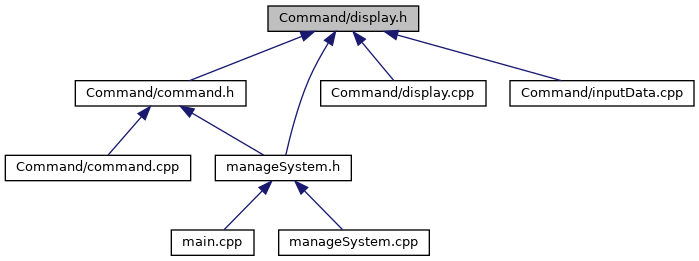 Command/display.h
Command/command.h
Command/display.cpp
Command/inputData.cpp
Command/command.cpp
manageSystem.h
main.cpp
manageSystem.cpp